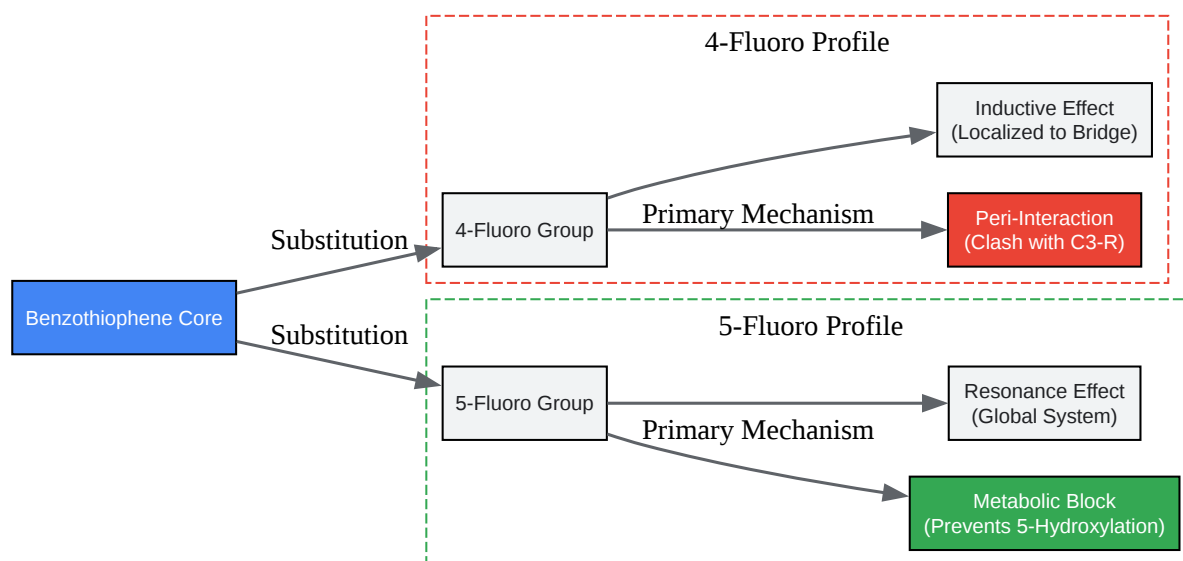 4-Fluoro Profile
Inductive Effect
(Localized to Bridge)
Primary Mechanism
Peri-Interaction
(Clash with C3-R)
4-Fluoro Group
Substitution
Benzothiophene Core
Substitution
5-Fluoro Profile
5-Fluoro Group
Resonance Effect
(Global System)
Primary Mechanism
Metabolic Block
(Prevents 5-Hydroxylation)